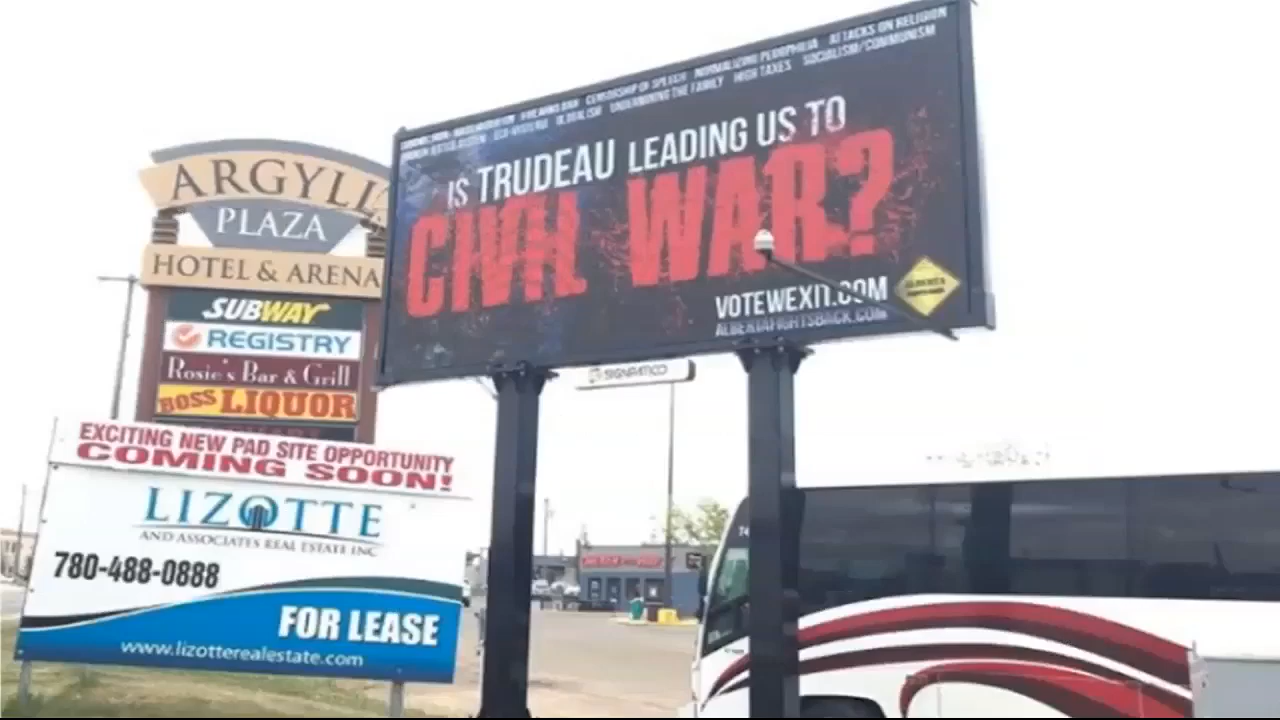 CENSORSHIP OF SPEECH NORMALIZING PEDOPHILIA ATTACKS ON RELIGION
GLOBALISM UNDERMINING THE FAMILY HIGH TAXES SOCIALISM/COMMUNISM
IS TRUDEAU LEADING US TO
CIVIL WAR?
VOTEWEXIT.COM
ALBERTAFIGHTSBACK.COM
ARGYLL
PLAZA
HOTEL & ARENA
SUBWAY
REGISTRY
Rosie's Bar & Grill
BOSS LIQUOR
SIGNPATICO
EXCITING NEW PAD SITE OPPORTUNITY
COMING SOON!
LIZOTTE
AND ASSOCIATES REAL ESTATE INC
780-488-0888
FOR LEASE
www.lizotterealestate.com